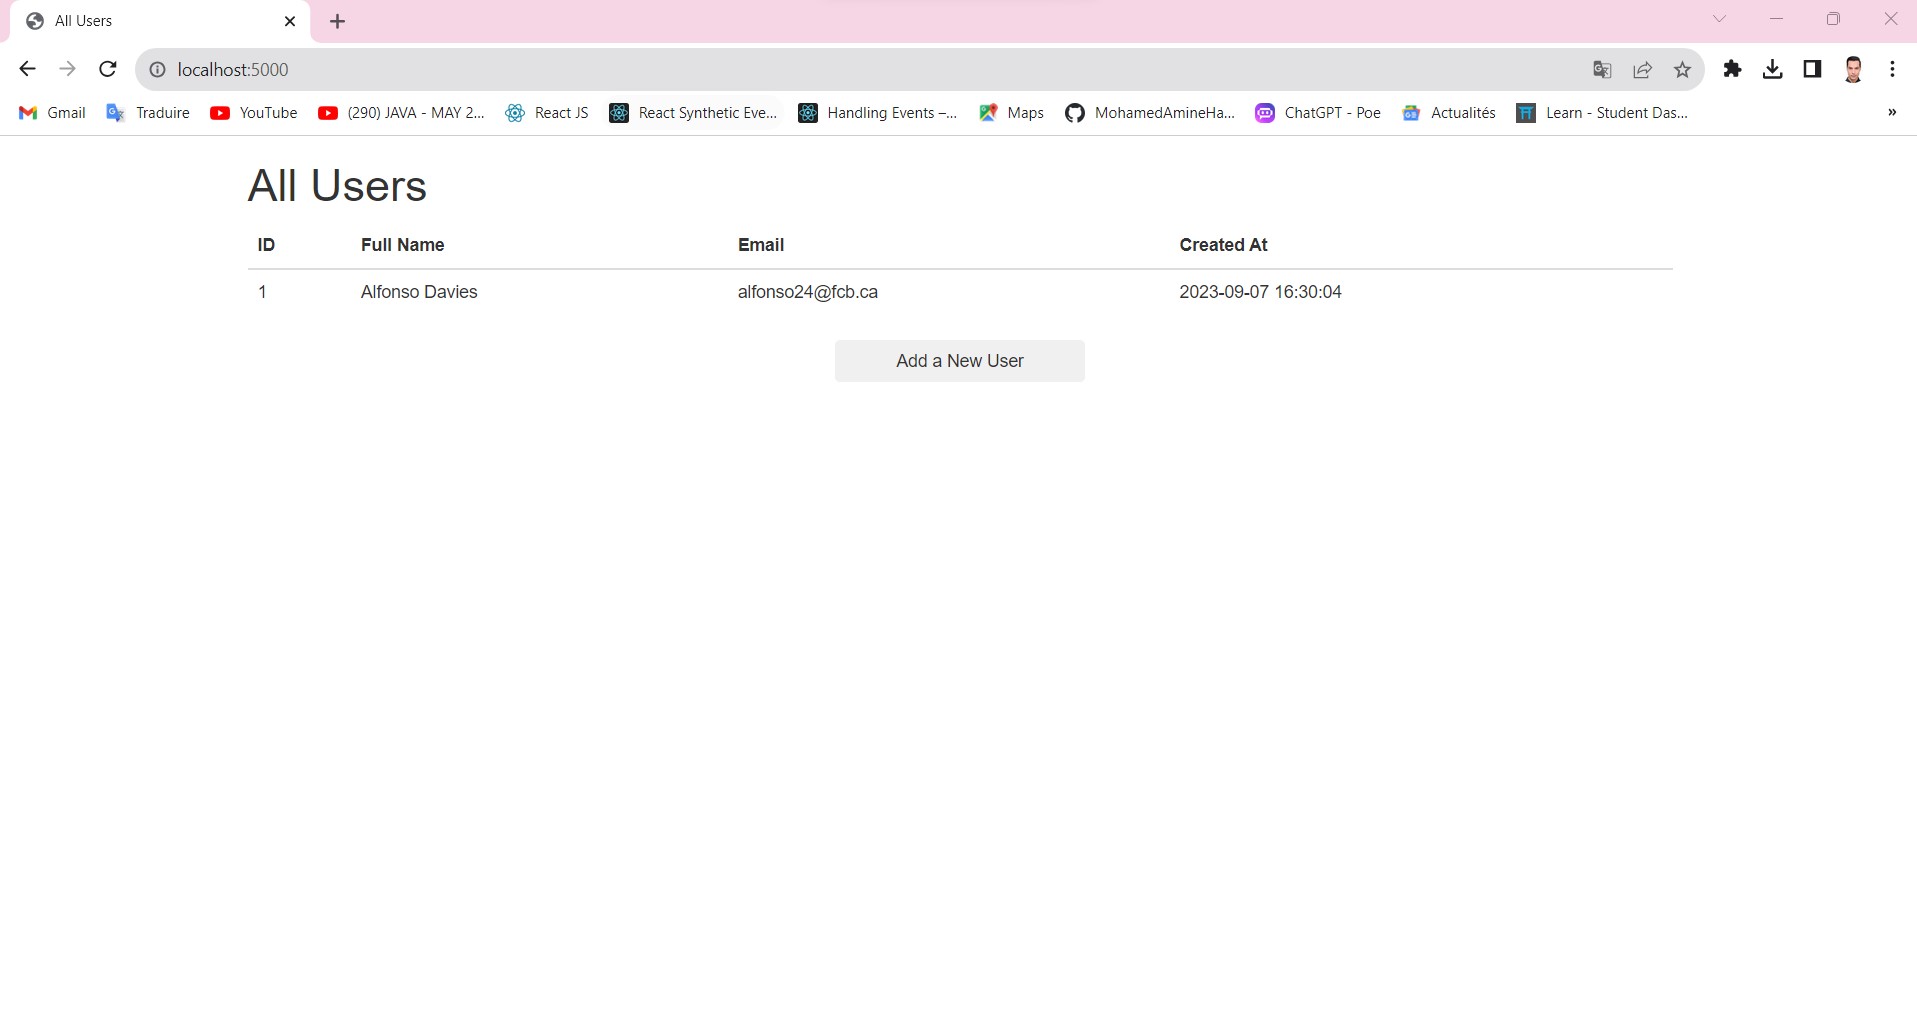 All Users
localhost:5000
Gmail Traduire YouTube (290) JAVA - MAY 2... React JS React Synthetic Eve... Handling Events –... Maps MohamedAmineHa... ChatGPT - Poe Actualités Learn - Student Das... »
All Users
ID Full Name Email Created At
1 Alfonso Davies alfonso24@fcb.ca 2023-09-07 16:30:04
Add a New User